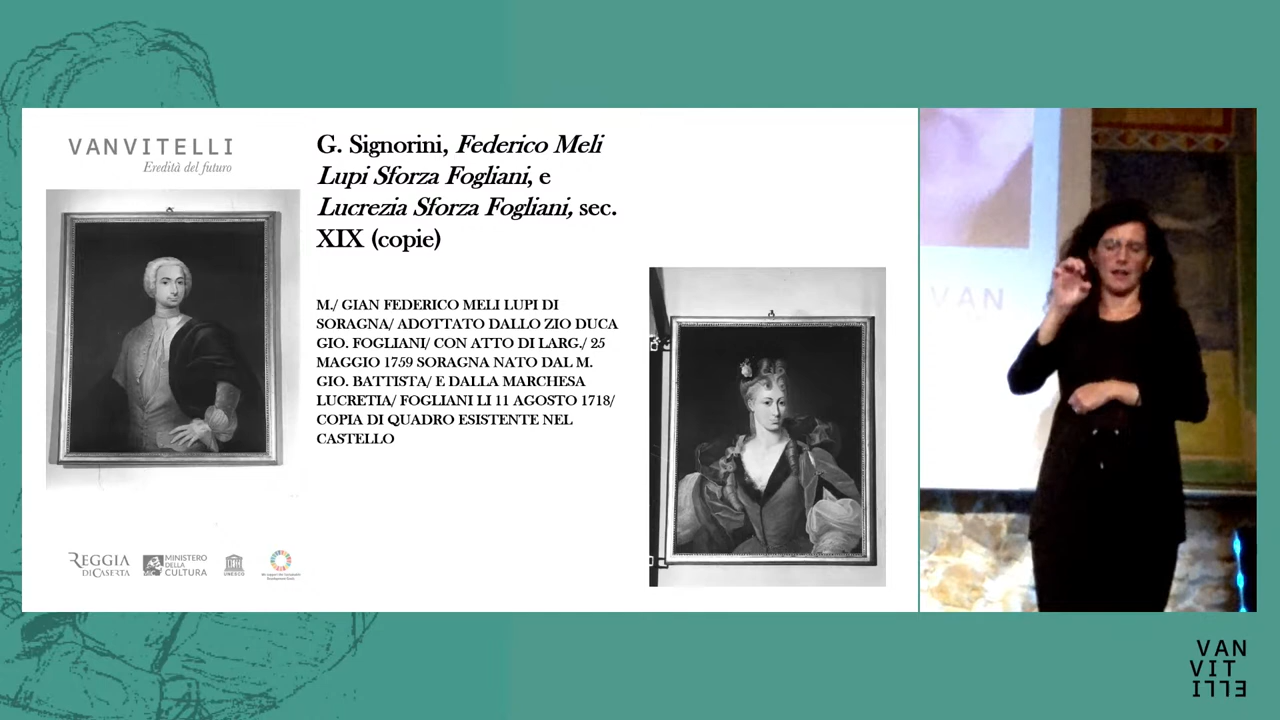 VANVITELLI
Eredità del futuro
G. Signorini, Federico Meli
Lupi Sforza Fogliani, e
Lucrezia Sforza Fogliani, sec.
XIX (copie)
M./ GIAN FEDERICO MELI LUPI DI
SORAGNA/ ADOTTATO DALLO ZIO DUCA
GIO. FOGLIANI/ CON ATTO DI LARG./ 25
MAGGIO 1759 SORAGNA NATO DAL M.
GIO. BATTISTA/ E DALLA MARCHESA
LUCRETIA/ FOGLIANI LI 11 AGOSTO 1718/
COPIA DI QUADRO ESISTENTE NEL
CASTELLO
REGGIA
DI CASERTA
MINISTERO
DELLA
CULTURA
UNESCO
VAN
VAN
VIT
ELLI